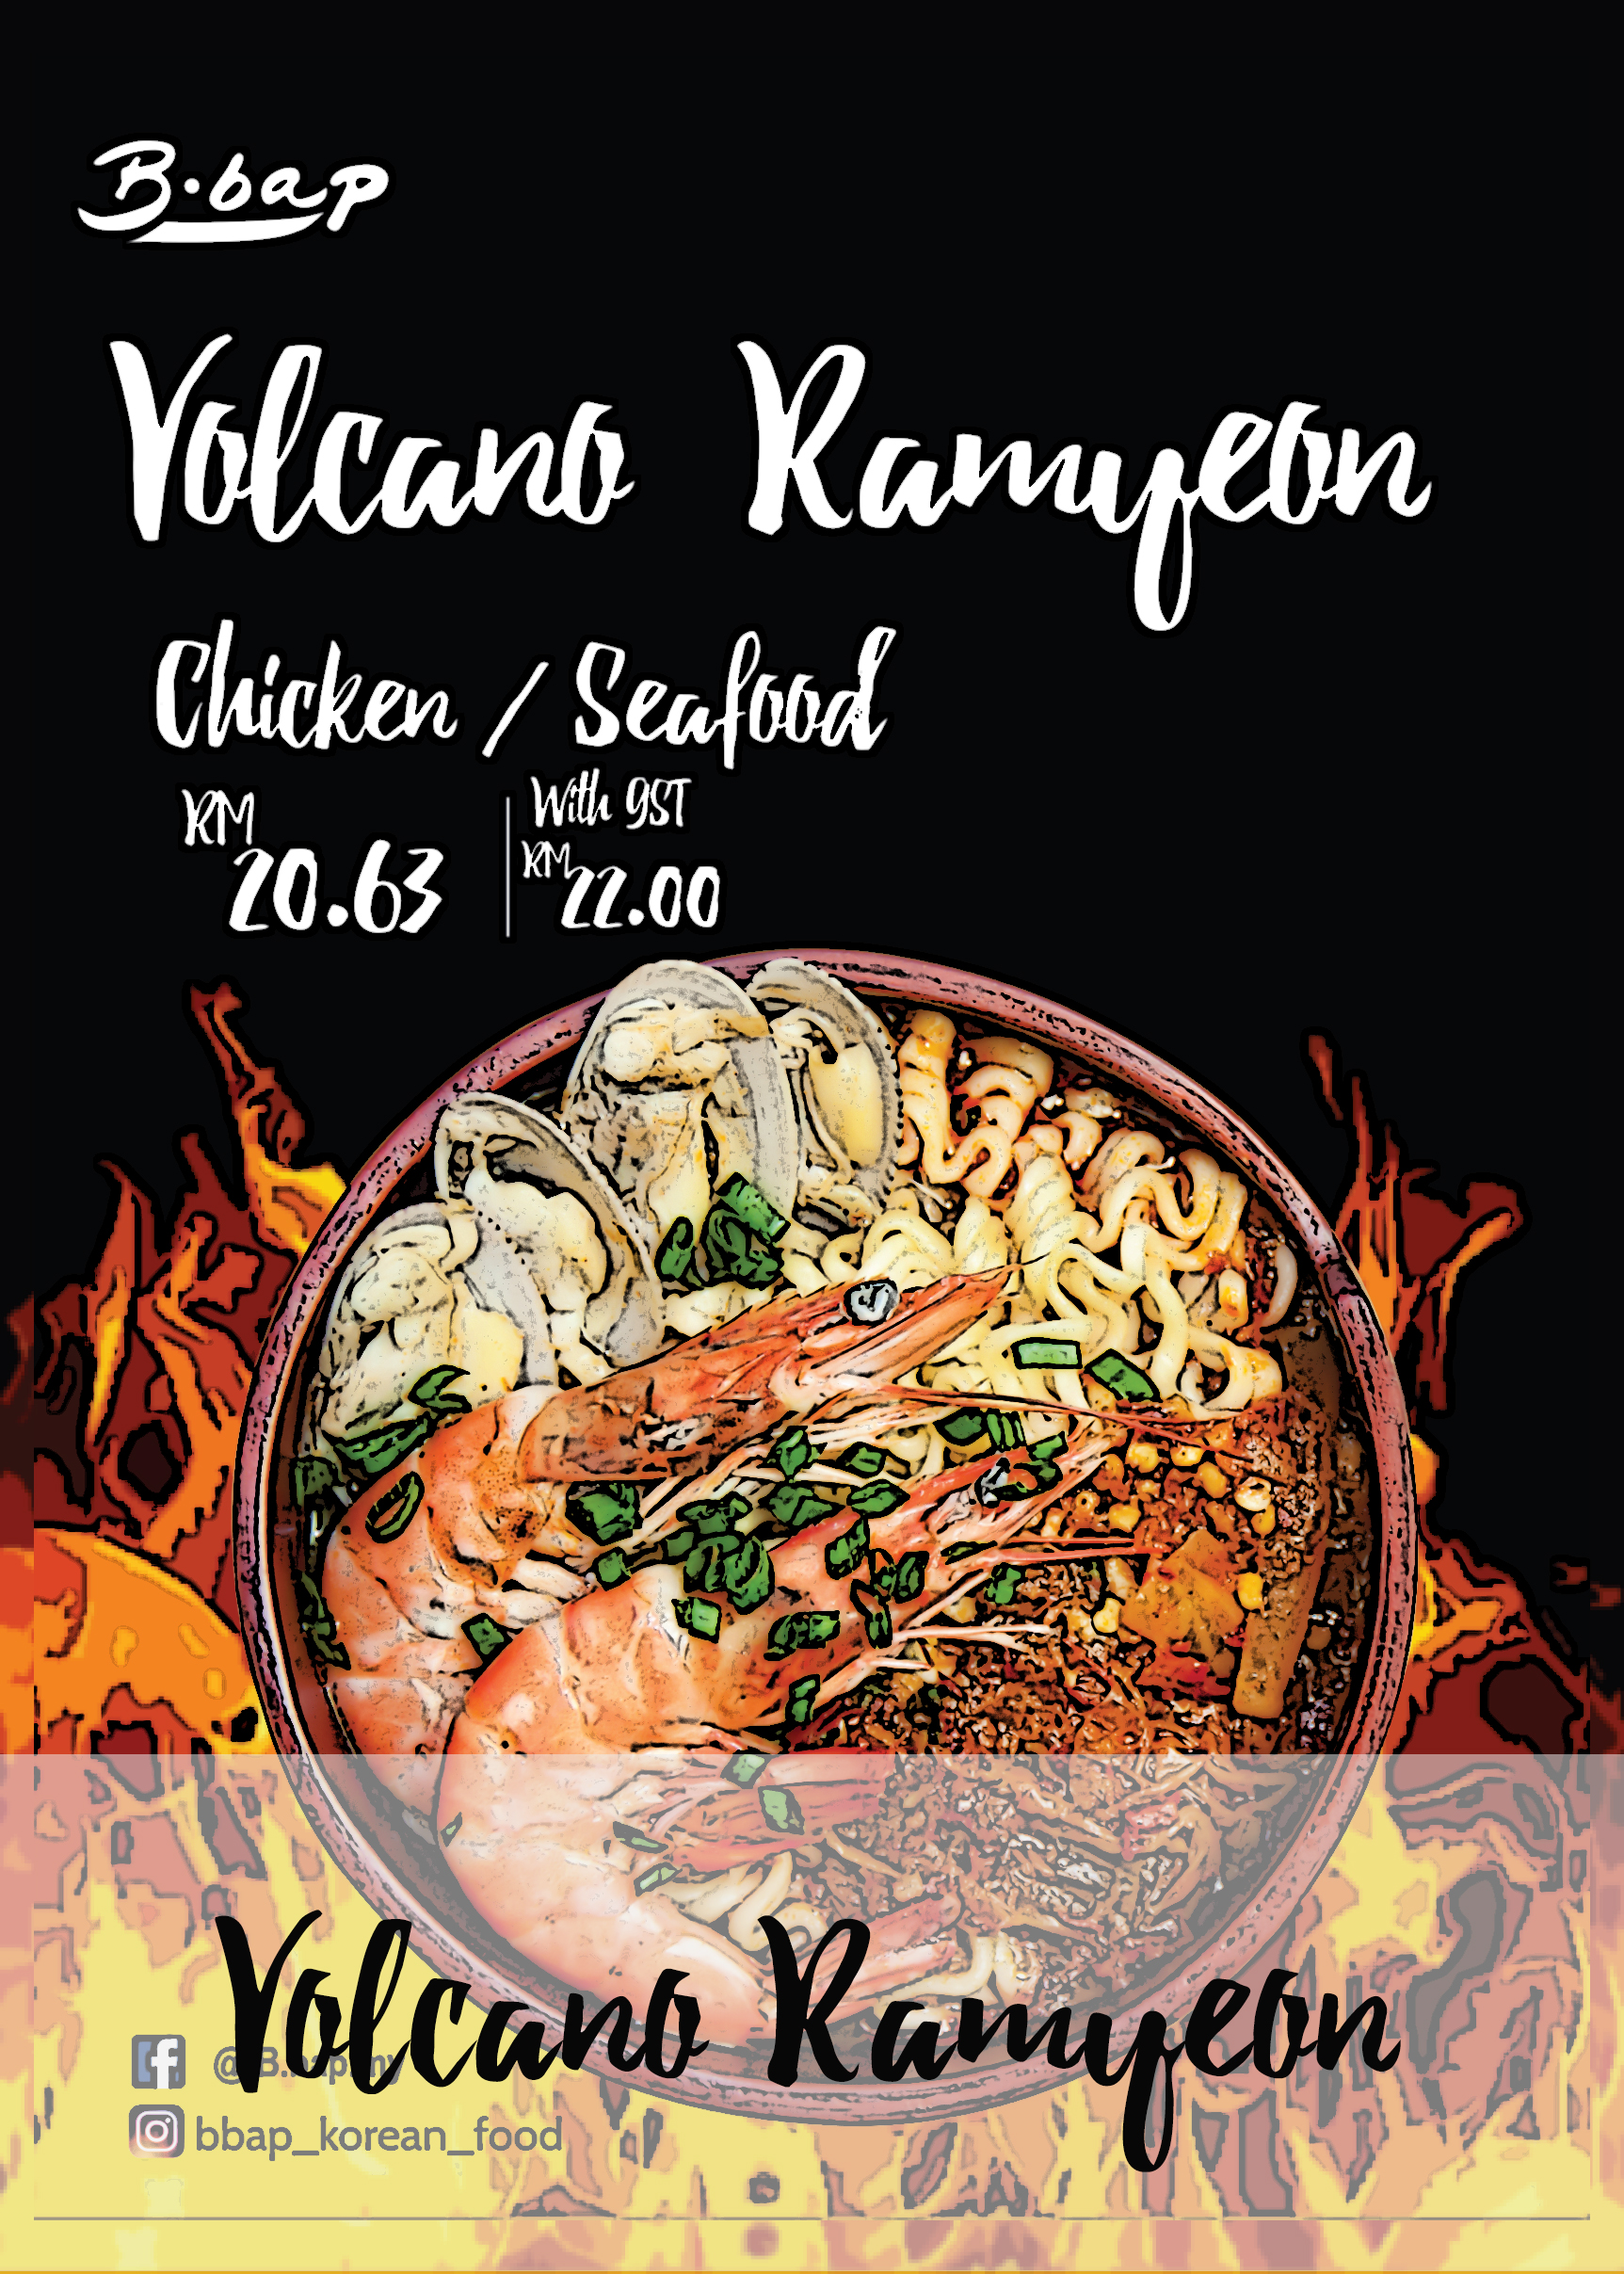 B.bap
Volcano Ramyeon
Chicken / Seafood
RM 20.63
With GST
RM 22.00
Volcano Ramyeon
bbap_korean_food